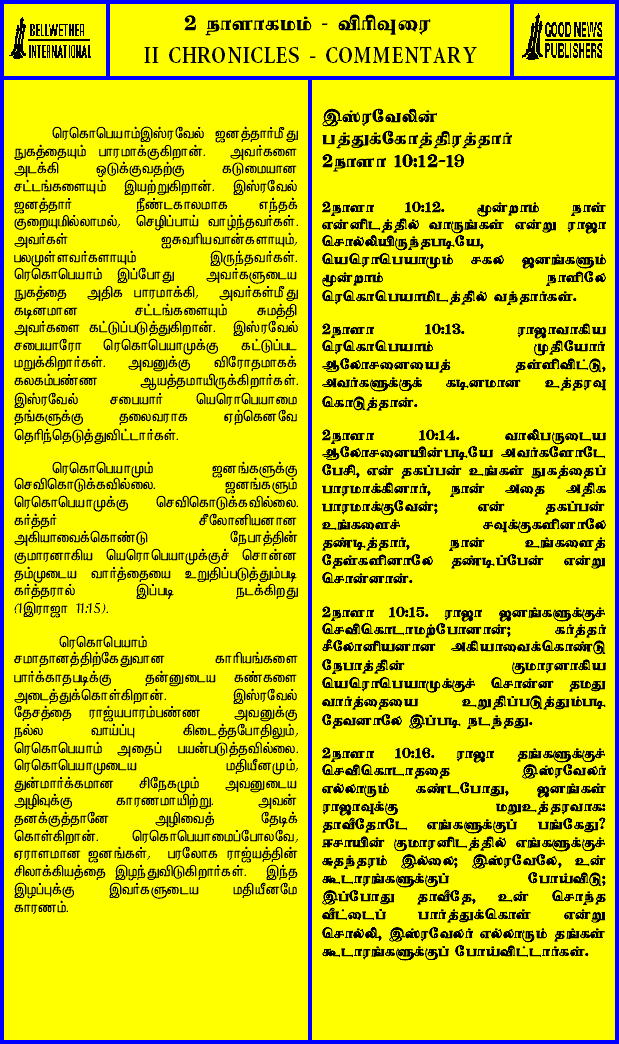 BELLWETHER
INTERNATIONAL
2 நாளாகமம் - விரிவுரை
II CHRONICLES - COMMENTARY
GOOD NEWS
PUBLISHERS
ரெகொபெயாம்இஸ்ரவேல் ஜனத்தார்மீது
நுகத்தையும் பாரமாக்குகிறான். அவர்களை
அடக்கி ஒடுக்குவதற்கு கடுமையான
சட்டங்களையும் இயற்றுகிறான். இஸ்ரவேல்
ஜனத்தார் நீண்டகாலமாக எந்தக்
குறையுமில்லாமல், செழிப்பாய் வாழ்ந்தவர்கள்.
அவர்கள் ஐசுவரியவான்களாயும்,
பலமுள்ளவர்களாயும் இருந்தவர்கள்.
ரெகொபெயாம் இப்போது அவர்களுடைய
நுகத்தை அதிக பாரமாக்கி, அவர்கள்மீது
கடினமான சட்டங்களையும் சுமத்தி
அவர்களை கட்டுப்படுத்துகிறான். இஸ்ரவேல்
சபையாரோ ரெகொபெயாமுக்கு கட்டுப்பட
மறுக்கிறார்கள். அவனுக்கு விரோதமாகக்
கலகம்பண்ண ஆயத்தமாயிருக்கிறார்கள்.
இஸ்ரவேல் சபையார் யெரொபெயாமை
தங்களுக்கு தலைவராக ஏற்கெனவே
தெரிந்தெடுத்துவிட்டார்கள்.
ரெகொபெயாமும் ஜனங்களுக்கு
செவிகொடுக்கவில்லை. ஜனங்களும்
ரெகொபெயாமுக்கு செவிகொடுக்கவில்லை.
கர்த்தர் சீலோனியனான
அகியாவைக்கொண்டு நேபாத்தின்
குமாரனாகிய யெரொபெயாமுக்குச் சொன்ன
தம்முடைய வார்த்தையை உறுதிப்படுத்தும்படி
கர்த்தரால் இப்படி நடக்கிறது
(1இராஜா 11:15).
ரெகொபெயாம்
சமாதானத்திற்கேதுவான காரியங்களை
பார்க்காதபடிக்கு தன்னுடைய கண்களை
அடைத்துக்கொள்கிறான். இஸ்ரவேல்
தேசத்தை ராஜ்யபாரம்பண்ண அவனுக்கு
நல்ல வாய்ப்பு கிடைத்தபோதிலும்,
ரெகொபெயாம் அதைப் பயன்படுத்தவில்லை.
ரெகொபெயாமுடைய மதியீனமும்,
துன்மார்க்கமான சிநேகமும் அவனுடைய
அழிவுக்கு காரணமாயிற்று. அவன்
தனக்குத்தானே அழிவைத் தேடிக்
கொள்கிறான். ரெகொபெயாமைப்போலவே,
ஏராளமான ஜனங்கள், பரலோக ராஜ்யத்தின்
சிலாக்கியத்தை இழந்துவிடுகிறார்கள். இந்த
இழப்புக்கு இவர்களுடைய மதியீனமே
காரணம்.
இஸ்ரவேலின்
பத்துக்கோத்திரத்தார்
2நாளா 10:12-19
2நாளா 10:12. மூன்றாம் நாள்
என்னிடத்தில் வாருங்கள் என்று ராஜா
சொல்லியிருந்தபடியே,
யெரொபெயாமும் சகல ஜனங்களும்
மூன்றாம் நாளிலே
ரெகொபெயாமிடத்தில் வந்தார்கள்.
2நாளா 10:13. ராஜாவாகிய
ரெகொபெயாம் முதியோர்
ஆலோசனையைத் தள்ளிவிட்டு,
அவர்களுக்குக் கடினமான உத்தரவு
கொடுத்தான்.
2நாளா 10:14. வாலிபருடைய
ஆலோசனையின்படியே அவர்களோடே
பேசி, என் தகப்பன் உங்கள் நுகத்தைப்
பாரமாக்கினார், நான் அதை அதிக
பாரமாக்குவேன்; என் தகப்பன்
உங்களைச் சவுக்குகளினாலே
தண்டித்தார், நான் உங்களைத்
தேள்களினாலே தண்டிப்பேன் என்று
சொன்னான்.
2நாளா 10:15. ராஜா ஜனங்களுக்குச்
செவிகொடாமற்போனான்; கர்த்தர்
சீலோனியனான அகியாவைக்கொண்டு
நேபாத்தின் குமாரனாகிய
யெரொபெயாமுக்குச் சொன்ன தமது
வார்த்தையை உறுதிப்படுத்தும்படி
தேவனாலே இப்படி நடந்தது.
2நாளா 10:16. ராஜா தங்களுக்குச்
செவிகொடாததை இஸ்ரவேலர்
எல்லாரும் கண்டபோது, ஜனங்கள்
ராஜாவுக்கு மறுஉத்தரவாக:
தாவீதோடே எங்களுக்குப் பங்கேது?
ஈசாயின் குமாரனிடத்தில் எங்களுக்குச்
சுதந்தரம் இல்லை; இஸ்ரவேலே, உன்
கூடாரங்களுக்குப் போய்விடு;
இப்போது தாவீதே, உன் சொந்த
வீட்டைப் பார்த்துக்கொள் என்று
சொல்லி, இஸ்ரவேலர் எல்லாரும் தங்கள்
கூடாரங்களுக்குப் போய்விட்டார்கள்.